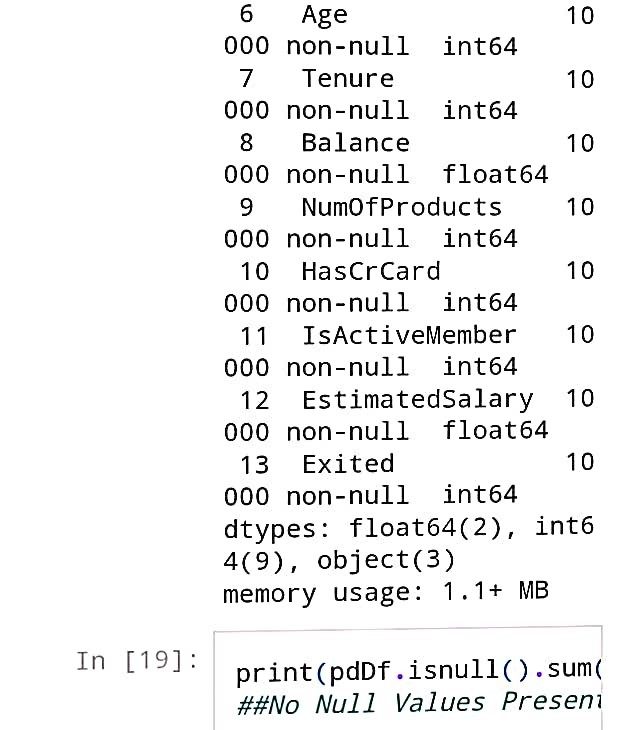 6 Age 10
000 non-null int64
7 Tenure 10
000 non-null int64
8 Balance 10
000 non-null float64
9 NumOfProducts 10
000 non-null int64
10 HasCrCard 10
000 non-null int64
11 IsActiveMember 10
000 non-null int64
12 EstimatedSalary 10
000 non-null float64
13 Exited 10
000 non-null int64
dtypes: float64(2), int6
4(9), object(3)
memory usage: 1.1+ MB
In [19]:
print(pdDf.isnull().sum(
##No Null Values Present